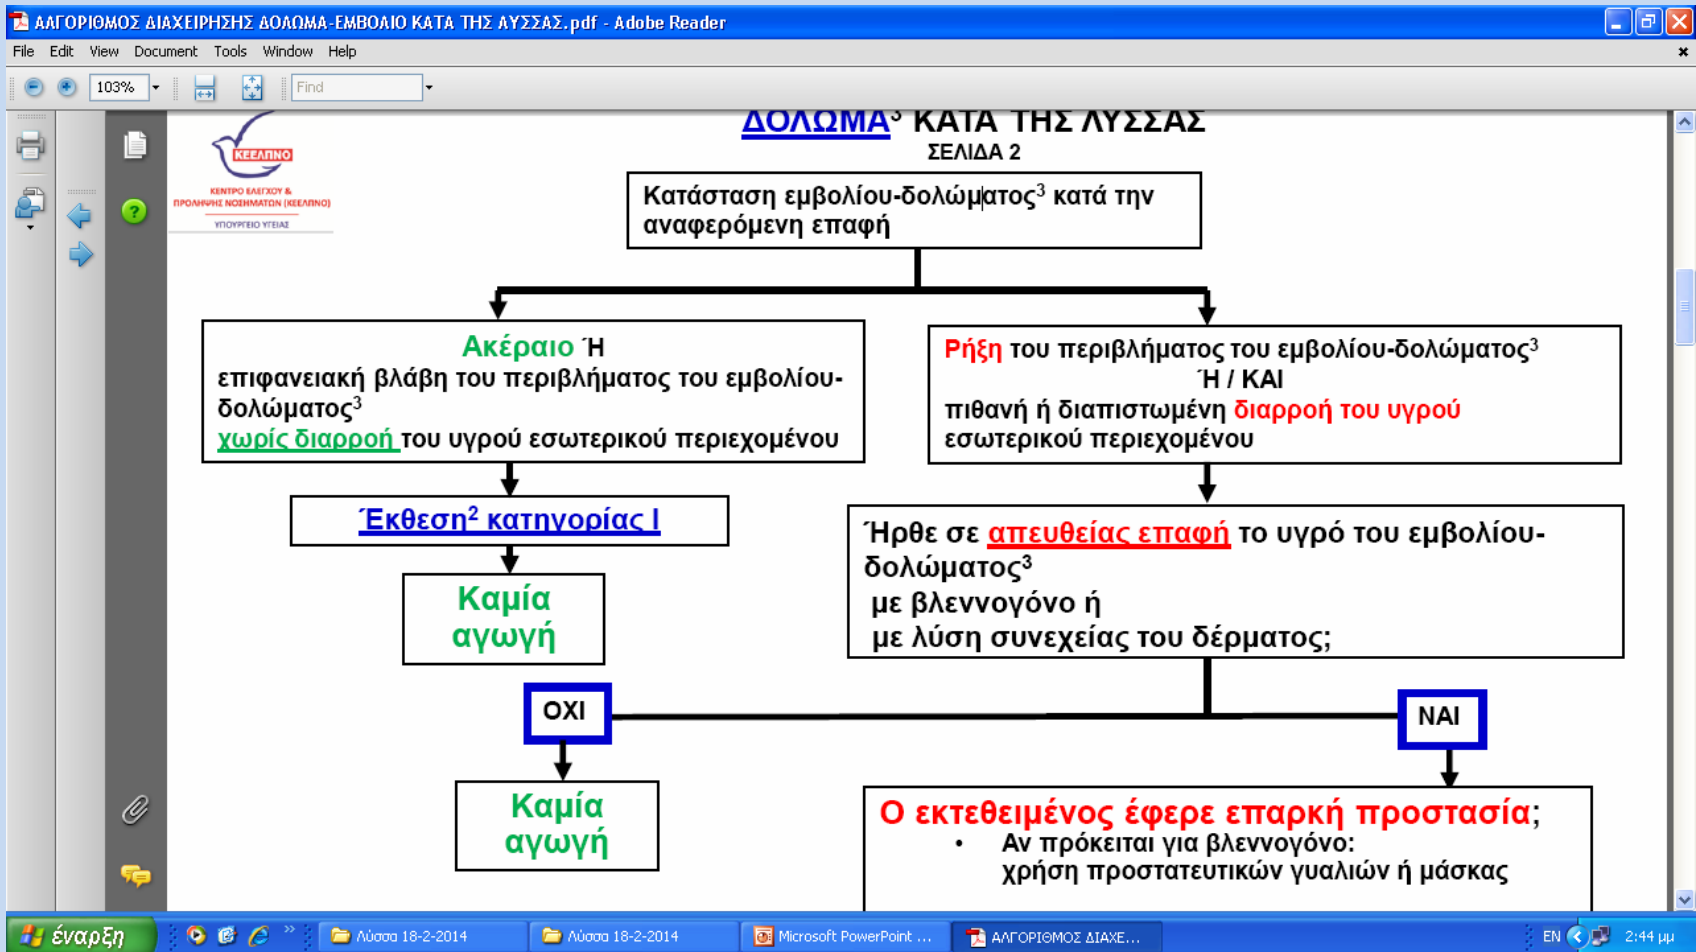 ΑΛΓΟΡΙΘΜΟΣ ΔΙΑΧΕΙΡΗΣΗΣ ΔΟΛΩΜΑ-ΕΜΒΟΛΙΟ ΚΑΤΑ ΤΗΣ ΛΥΣΣΑΣ.pdf - Adobe Reader
File Edit View Document Tools Window Help
103% Find
ΔΟΛΩΜΑ³ ΚΑΤΑ ΤΗΣ ΛΥΣΣΑΣ
ΣΕΛΙΔΑ 2
ΚΕΕΛΠΝΟ
ΚΕΝΤΡΟ ΕΛΕΓΧΟΥ &
ΠΡΟΛΗΨΗΣ ΝΟΣΗΜΑΤΩΝ (ΚΕΕΛΠΝΟ)
ΥΠΟΥΡΓΕΙΟ ΥΓΕΙΑΣ
Κατάσταση εμβολίου-δολώματος³ κατά την
αναφερόμενη επαφή
Ακέραιο Ή
επιφανειακή βλάβη του περιβλήματος του εμβολίου-
δολώματος³
χωρίς διαρροή του υγρού εσωτερικού περιεχομένου
Ρήξη του περιβλήματος του εμβολίου-δολώματος³
Ή / ΚΑΙ
πιθανή ή διαπιστωμένη διαρροή του υγρού
εσωτερικού περιεχομένου
Έκθεση² κατηγορίας Ι
Καμία
αγωγή
Ήρθε σε απευθείας επαφή το υγρό του εμβολίου-
δολώματος³
με βλεννογόνο ή
με λύση συνεχείας του δέρματος;
ΟΧΙ
ΝΑΙ
Καμία
αγωγή
Ο εκτεθειμένος έφερε επαρκή προστασία;
• Αν πρόκειται για βλεννογόνο:
χρήση προστατευτικών γυαλιών ή μάσκας
έναρξη
Λύσσα 18-2-2014
Λύσσα 18-2-2014
Microsoft PowerPoint ...
ΑΛΓΟΡΙΘΜΟΣ ΔΙΑΧΕ...
EN
2:44 μμ